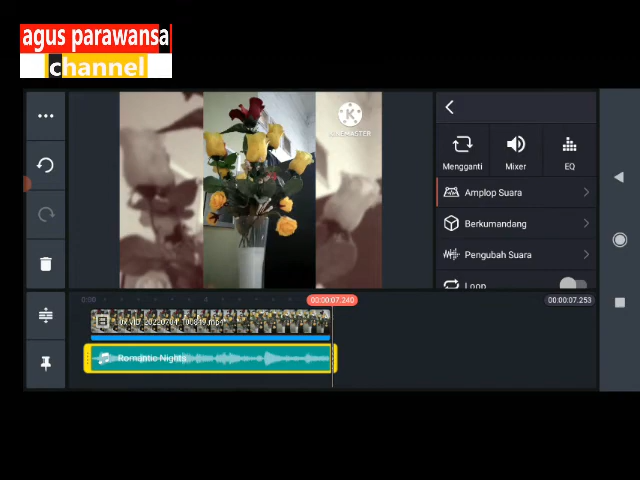 agus parawansa
channel
KINEMASTER
Mengganti
Mixer
EQ
Amplop Suara
Berkumandang
Pengubah Suara
Loop
0:00
00:00:07.240
00:00:07.253
Romantic Nights